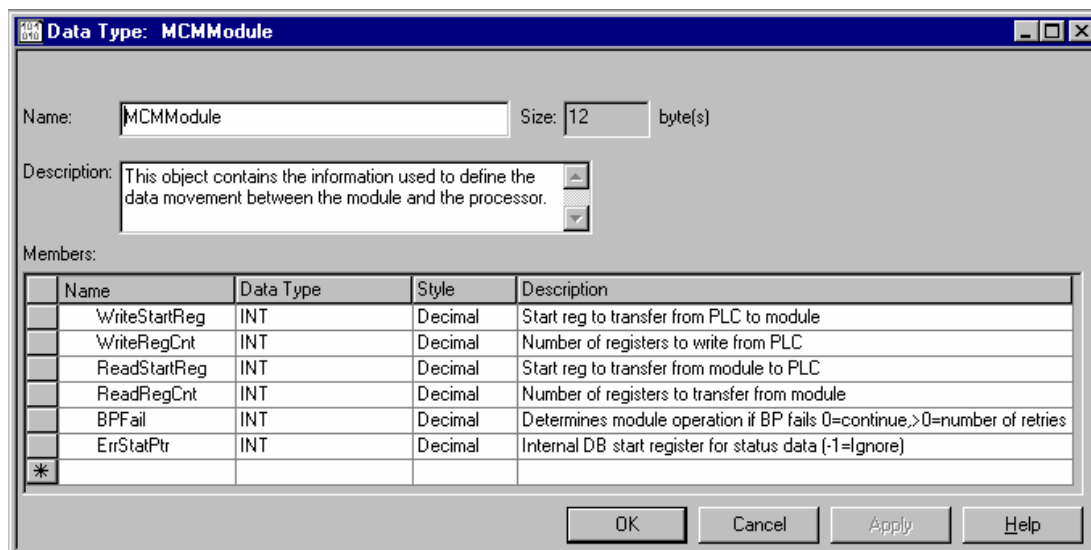 Data Type: MCMModule
Name: MCMModule Size: 12 byte(s)
Description: This object contains the information used to define the
data movement between the module and the processor.
Members:
Name Data Type Style Description
WriteStartReg INT Decimal Start reg to transfer from PLC to module
WriteRegCnt INT Decimal Number of registers to write from PLC
ReadStartReg INT Decimal Start reg to transfer from module to PLC
ReadRegCnt INT Decimal Number of registers to transfer from module
BPFail INT Decimal Determines module operation if BP fails 0=continue,>0=number of retries
ErrStatPtr INT Decimal Internal DB start register for status data (-1=Ignore)
OK Cancel Apply Help